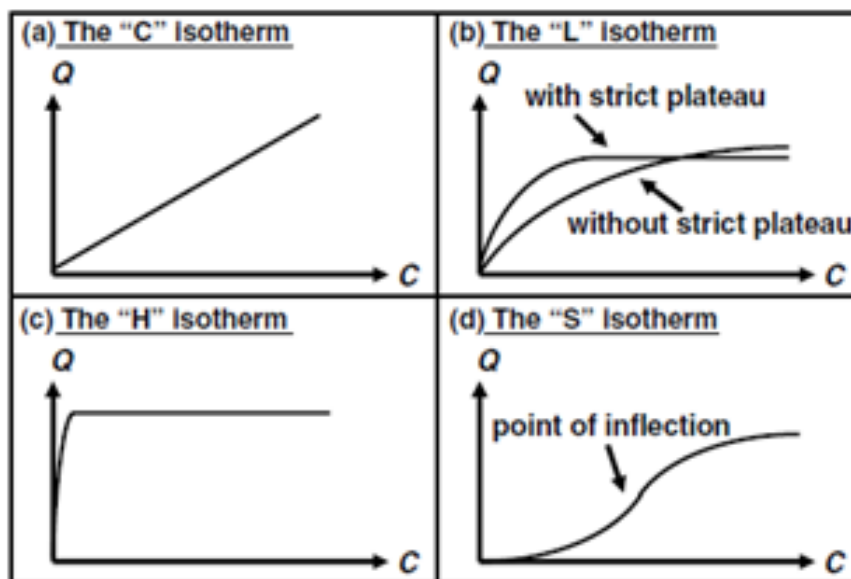 (a) The “C” Isotherm
Q
C
(b) The “L” Isotherm
Q
with strict plateau
without strict plateau
C
(c) The “H” Isotherm
Q
C
(d) The “S” Isotherm
Q
point of inflection
C